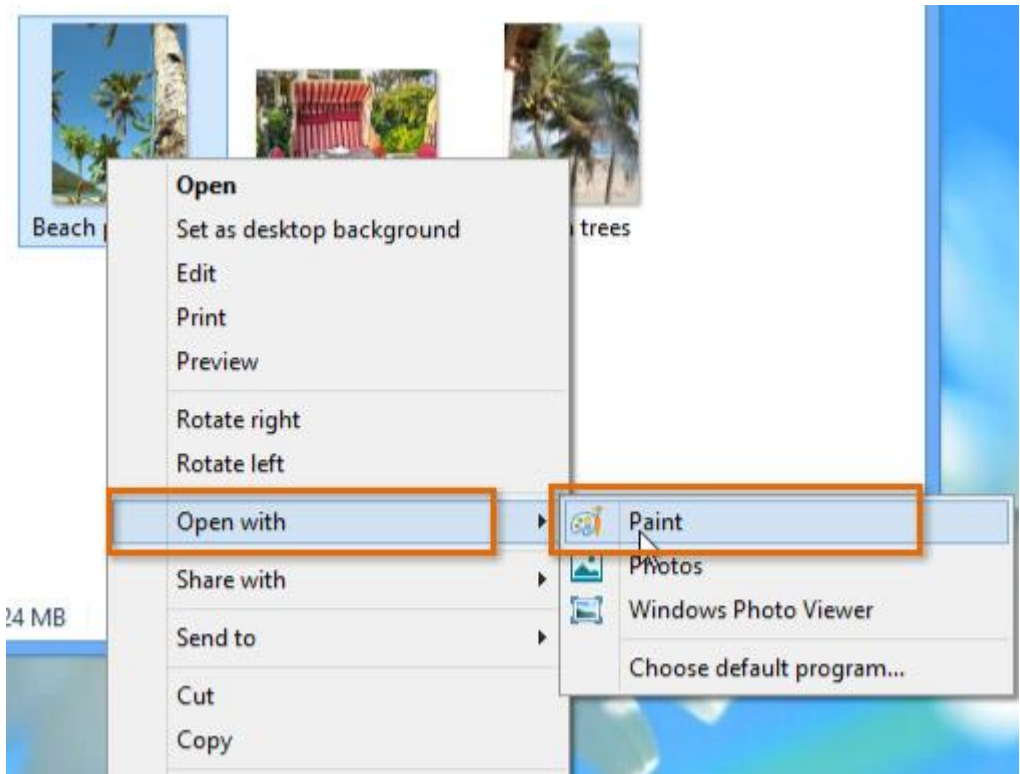 Beach
trees
Open
Set as desktop background
Edit
Print
Preview
Rotate right
Rotate left
Open with
Paint
Photos
Share with
Windows Photo Viewer
24 MB
Send to
Choose default program...
Cut
Copy